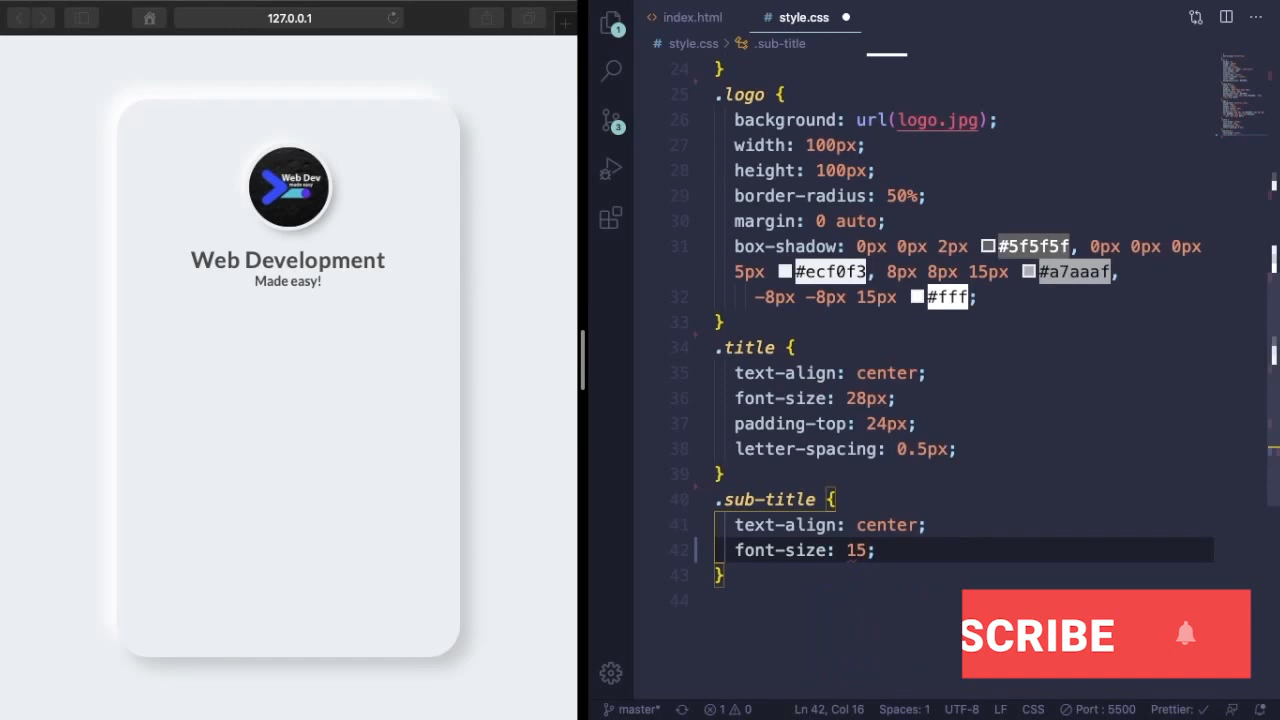 127.0.0.1
Web Dev
made easy
Web Development
Made easy!
1
3
index.html
# style.css
# style.css > .sub-title
24 }
25 .logo {
26 background: url(logo.jpg);
27 width: 100px;
28 height: 100px;
29 border-radius: 50%;
30 margin: 0 auto;
31 box-shadow: 0px 0px 2px #5f5f5f, 0px 0px 0px
5px #ecf0f3, 8px 8px 15px #a7aaaf,
32 -8px -8px 15px #fff;
33 }
34 .title {
35 text-align: center;
36 font-size: 28px;
37 padding-top: 24px;
38 letter-spacing: 0.5px;
39 }
40 .sub-title {
41 text-align: center;
42 font-size: 15;
43 }
44
SCRIBE
master* 1 0 Ln 42, Col 16 Spaces: 1 UTF-8 LF CSS Port : 5500 Prettier: ✓